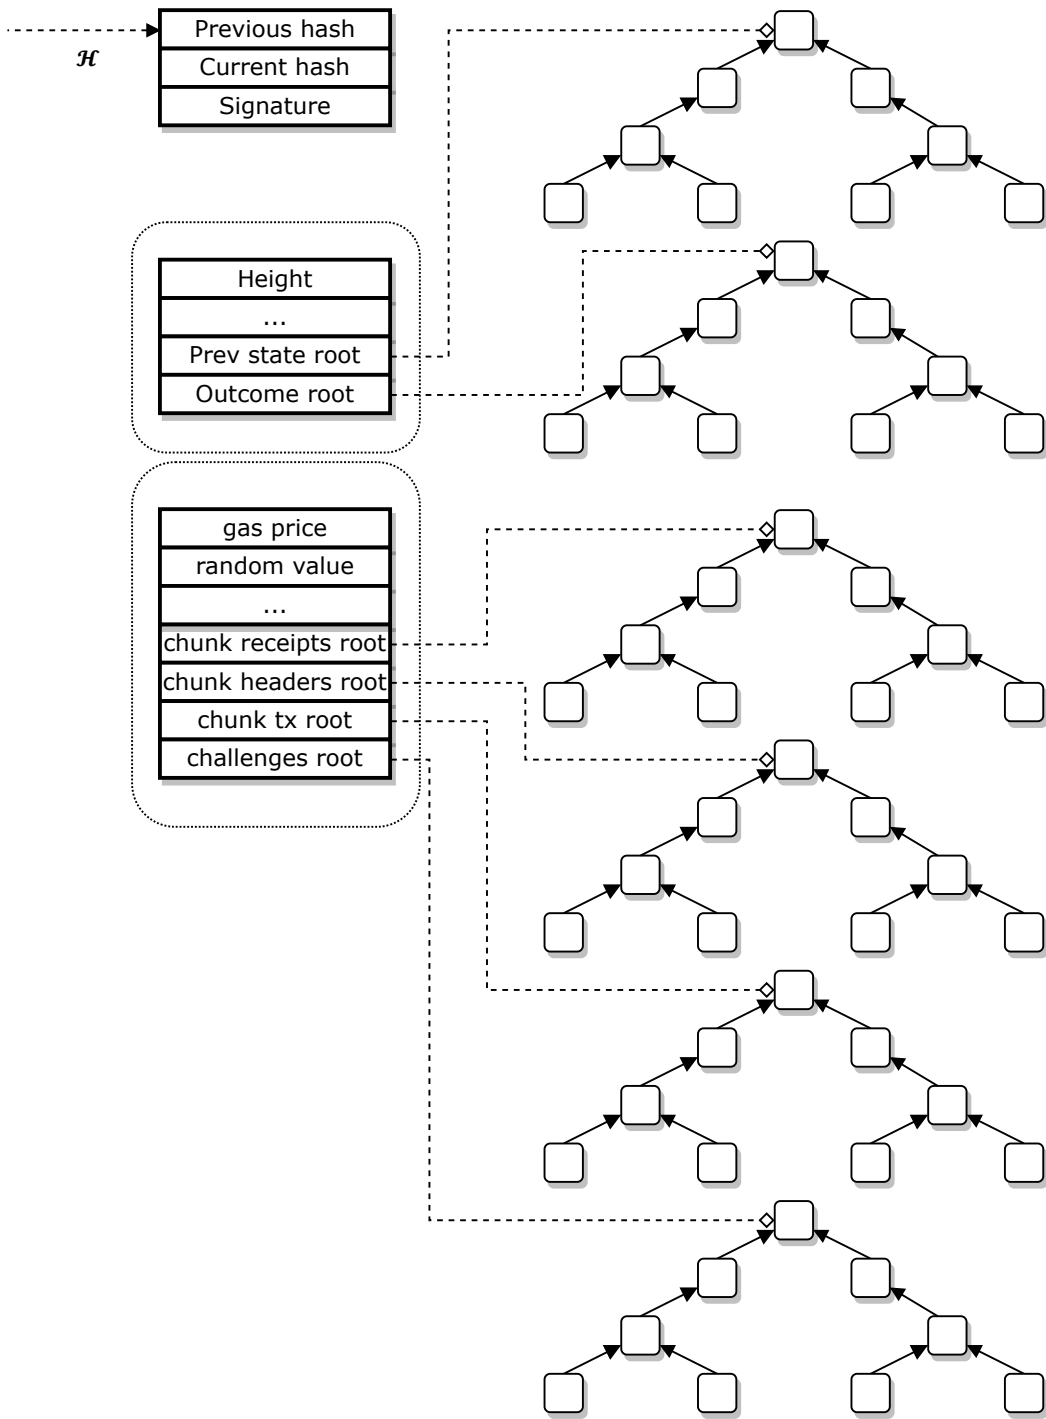 Previous hash
ℋ
Current hash
Signature
Height
...
Prev state root
Outcome root
gas price
random value
...
chunk receipts root
chunk headers root
chunk tx root
challenges root